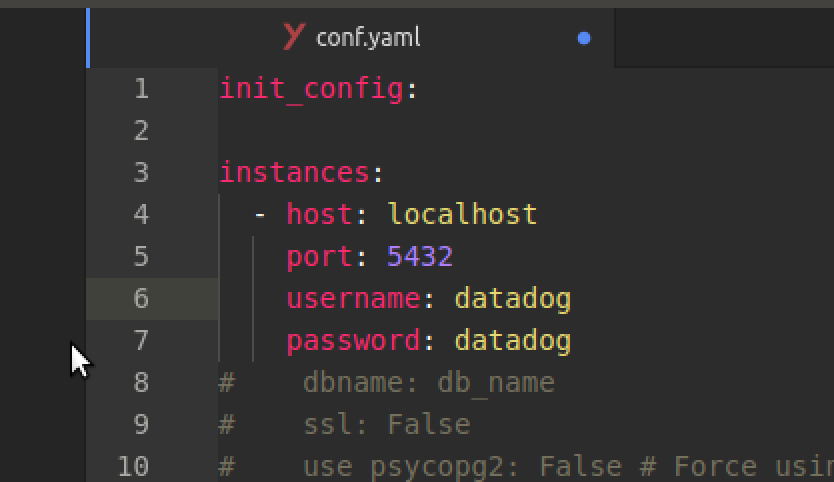 conf.yaml
1 init_config:
2
3 instances:
4 - host: localhost
5 port: 5432
6 username: datadog
7 password: datadog
8 # dbname: db_name
9 # ssl: False
10 # use_psycopg2: False # Force